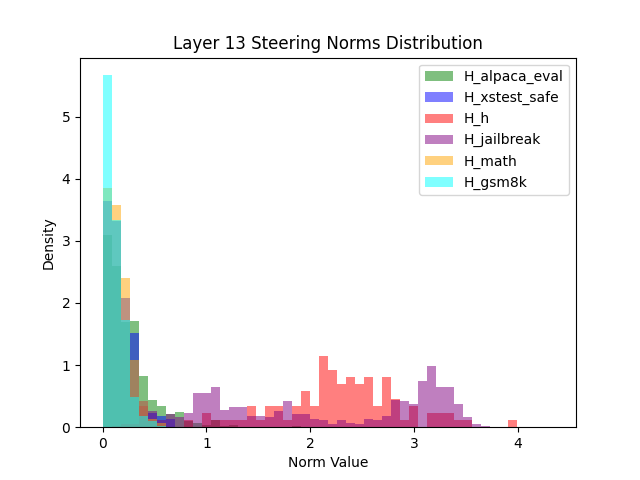 Layer 13 Steering Norms Distribution
H_alpaca_eval
H_xstest_safe
H_h
H_jailbreak
H_math
H_gsm8k
Density
5
4
3
2
1
0
0 1 2 3 4
Norm Value